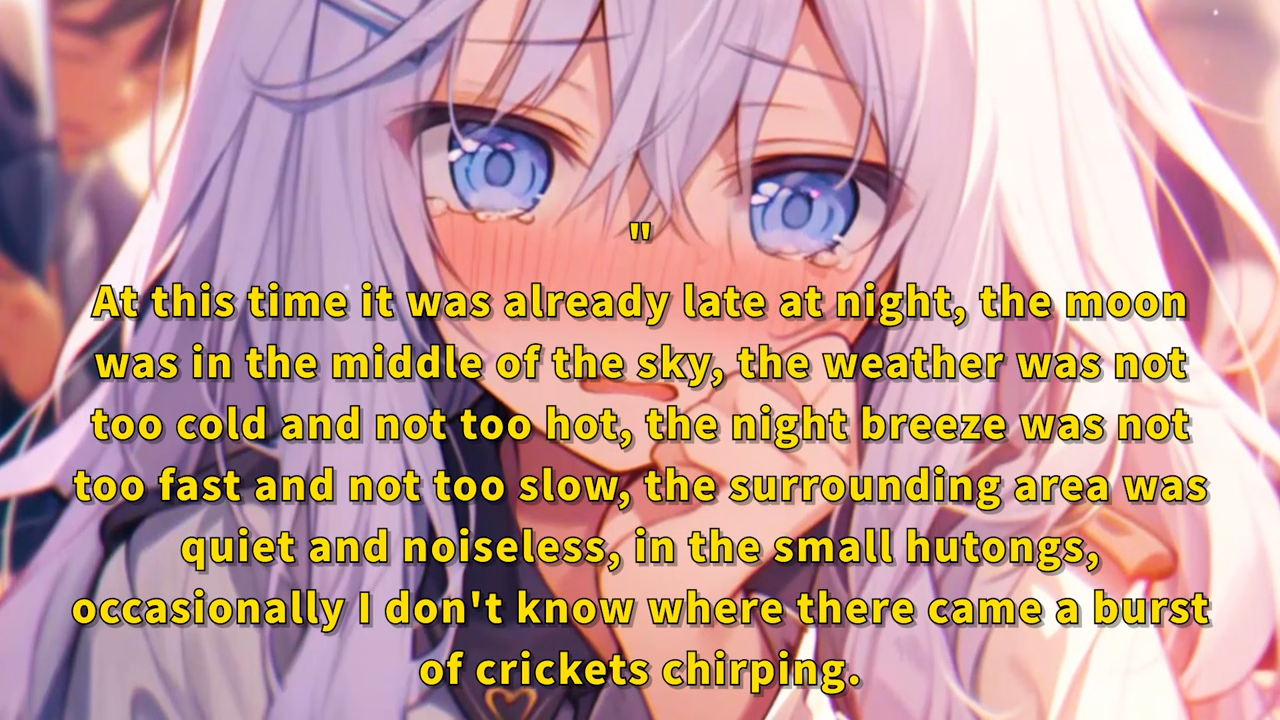 "
At this time it was already late at night, the moon
was in the middle of the sky, the weather was not
too cold and not too hot, the night breeze was not
too fast and not too slow, the surrounding area was
quiet and noiseless, in the small hutongs,
occasionally I don't know where there came a burst
of crickets chirping.